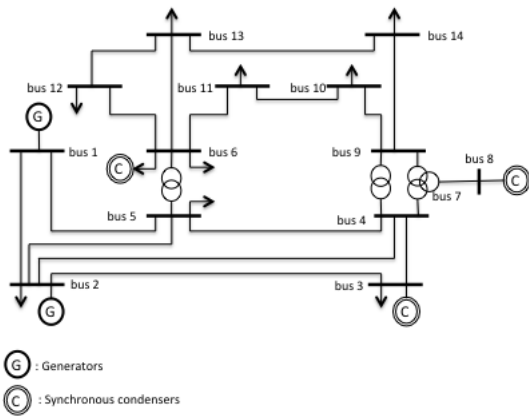 bus 13
bus 14
bus 12
bus 11
bus 10
G
bus 1
bus 6
bus 9
bus 8
C
C
bus 7
bus 5
bus 4
bus 2
bus 3
G
C
G : Generators
C : Synchronous condensers